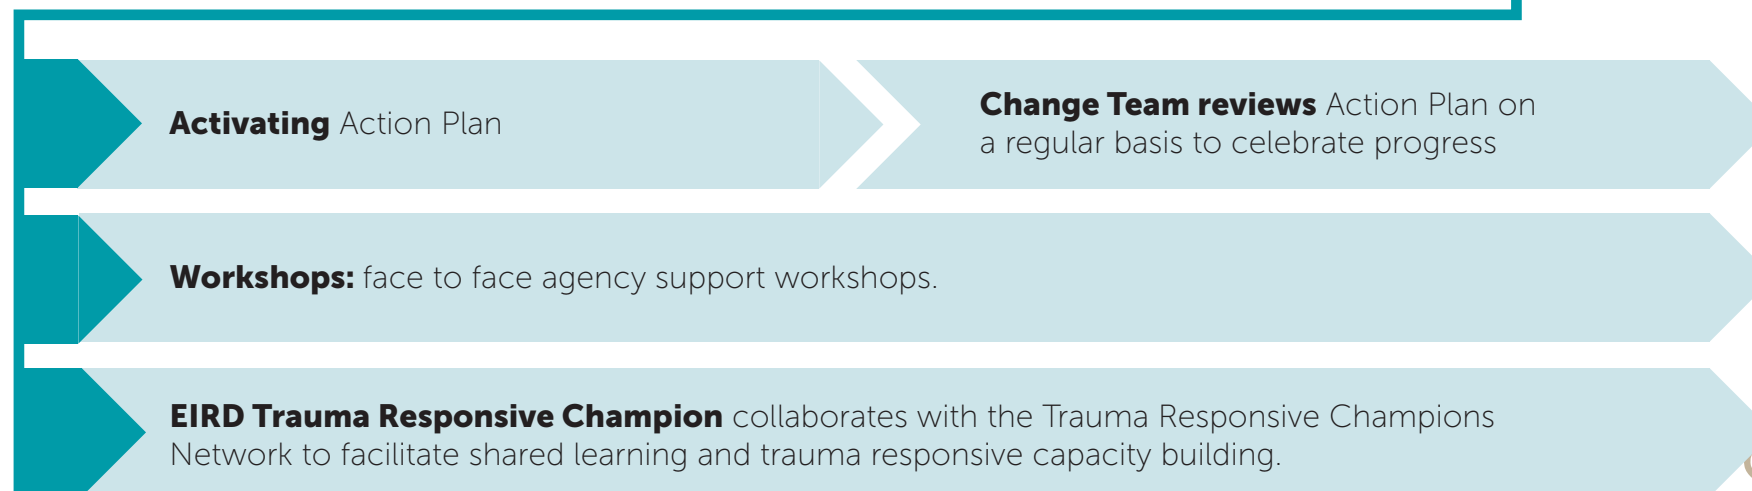 Activating Action Plan
Change Team reviews Action Plan on
a regular basis to celebrate progress
Workshops: face to face agency support workshops.
EIRD Trauma Responsive Champion collaborates with the Trauma Responsive Champions
Network to facilitate shared learning and trauma responsive capacity building.